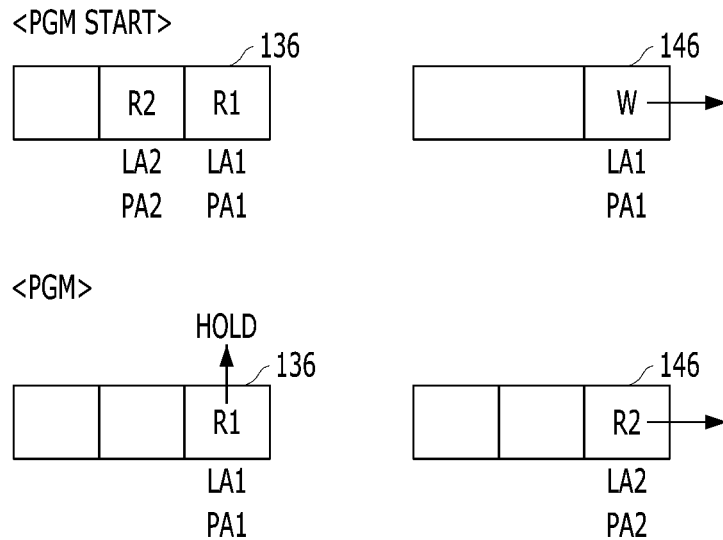 <PGM START>
136 146
R2 R1 W
LA2 LA1 LA1
PA2 PA1 PA1
<PGM>
HOLD
136 146
R1 R2
LA1 LA2
PA1 PA2